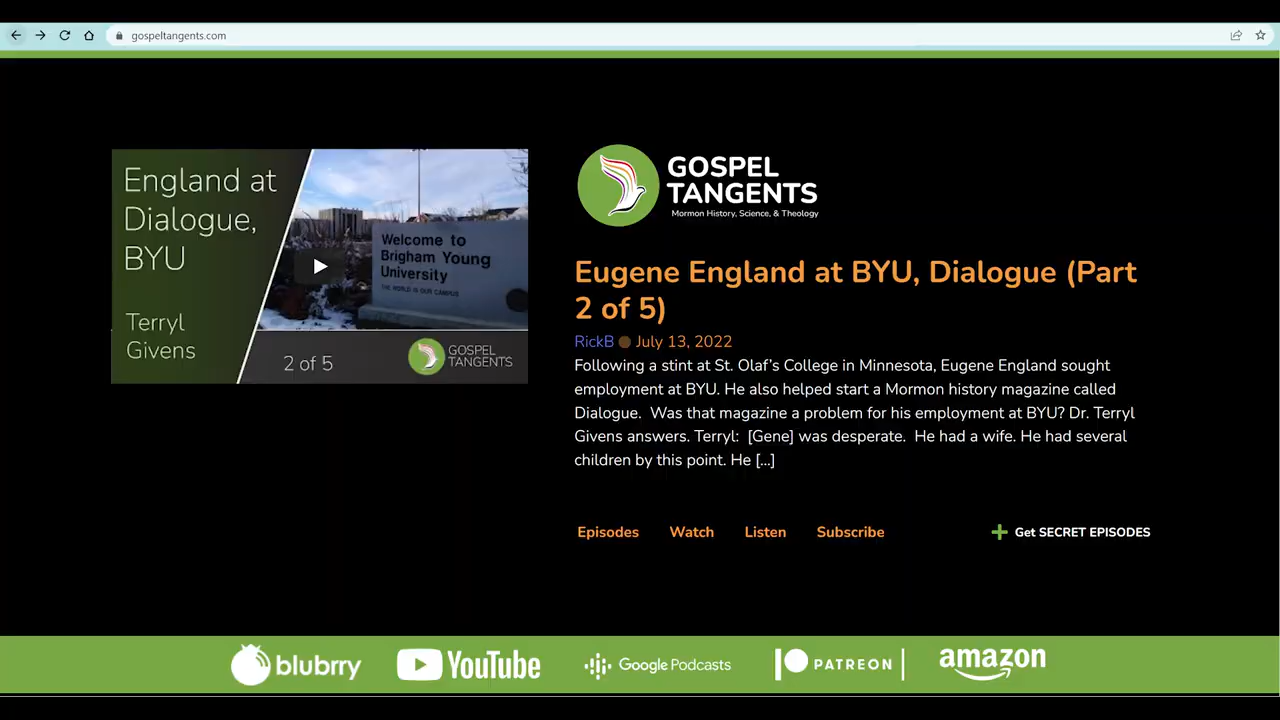 gospeltangents.com
England at
Dialogue,
BYU
Terryl
Givens
Welcome to
Brigham Young
University
THE WORLD IS OUR CAMPUS
2 of 5
GOSPEL
TANGENTS
GOSPEL
TANGENTS
Mormon History, Science, & Theology
Eugene England at BYU, Dialogue (Part
2 of 5)
RickB July 13, 2022
Following a stint at St. Olaf’s College in Minnesota, Eugene England sought
employment at BYU. He also helped start a Mormon history magazine called
Dialogue.  Was that magazine a problem for his employment at BYU? Dr. Terryl
Givens answers. Terryl:  [Gene] was desperate.  He had a wife. He had several
children by this point. He [...]
Episodes Watch Listen Subscribe Get SECRET EPISODES
blubrry YouTube Google Podcasts PATREON amazon